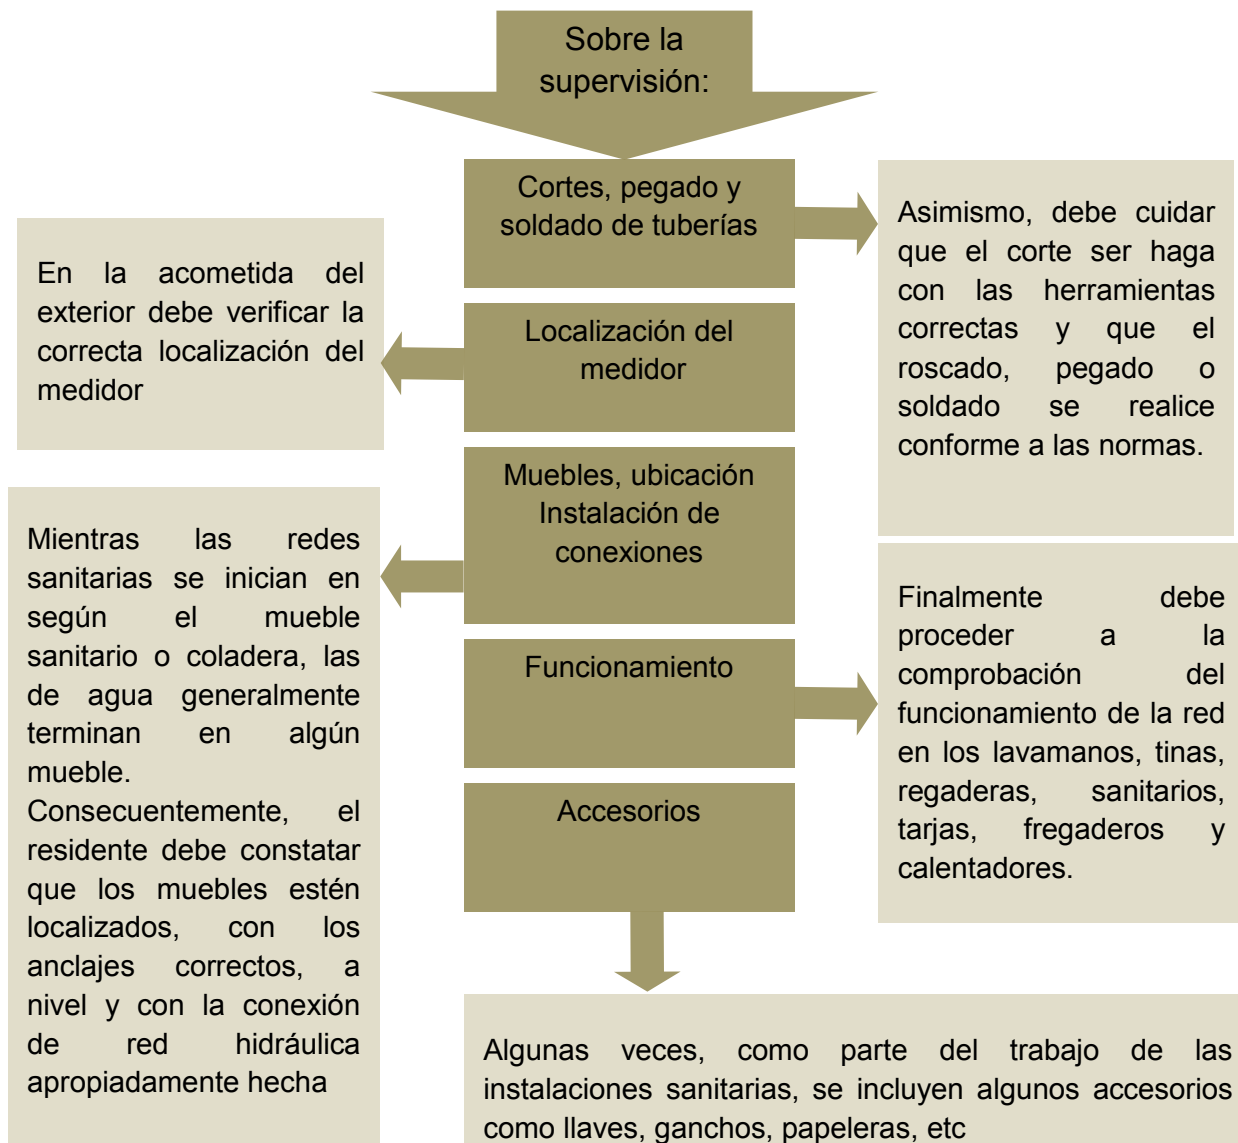 Sobre la
supervisión:
Cortes, pegado y
soldado de tuberías
Asimismo, debe cuidar
que el corte ser haga
con las herramientas
correctas y que el
roscado, pegado o
soldado se realice
conforme a las normas.
Localización del
medidor
En la acometida del
exterior debe verificar la
correcta localización del
medidor
Muebles, ubicación
Instalación de
conexiones
Mientras las redes
sanitarias se inician en
según el mueble
sanitario o coladera, las
de agua generalmente
terminan en algún
mueble.
Consecuentemente, el
residente debe constatar
que los muebles estén
localizados, con los
anclajes correctos, a
nivel y con la conexión
de red hidráulica
apropiadamente hecha
Funcionamiento
Finalmente debe
proceder a la
comprobación del
funcionamiento de la red
en los lavamanos, tinas,
regaderas, sanitarios,
tarjas, fregaderos y
calentadores.
Accesorios
Algunas veces, como parte del trabajo de las
instalaciones sanitarias, se incluyen algunos accesorios
como llaves, ganchos, papeleras, etc